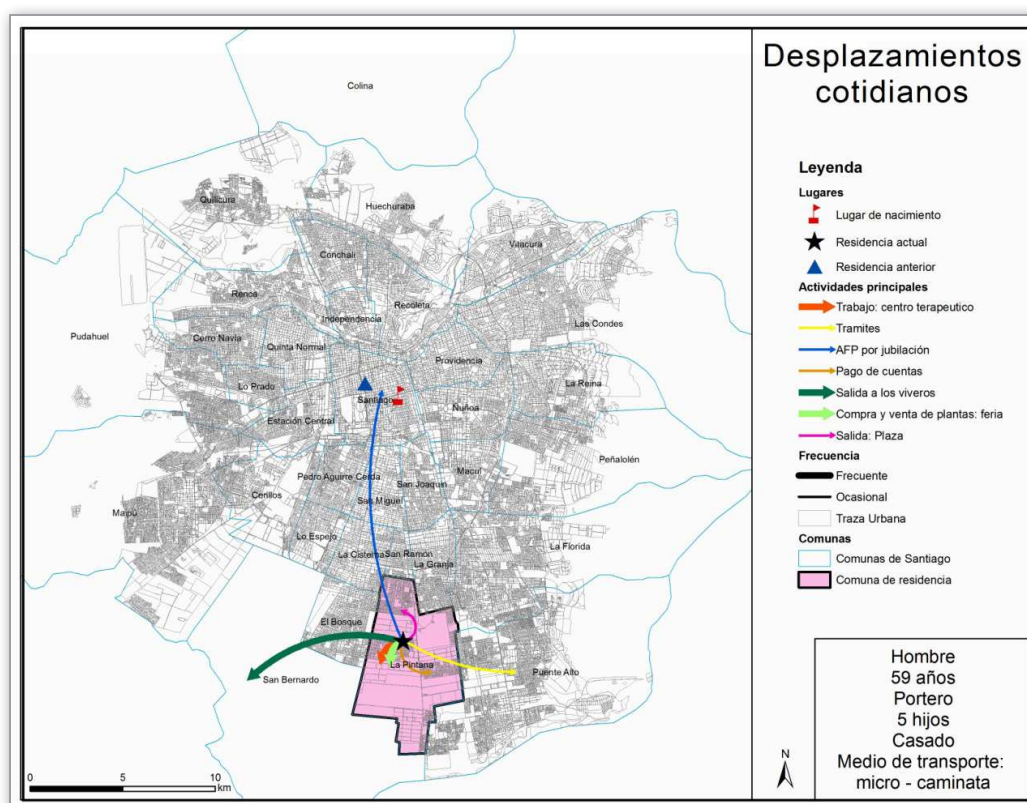 Desplazamientos
cotidianos
Leyenda
Lugares
Lugar de nacimiento
Residencia actual
Residencia anterior
Actividades principales
Trabajo: centro terapeutico
Tramites
AFP por jubilación
Pago de cuentas
Salida a los viveros
Compra y venta de plantas: feria
Salida: Plaza
Frecuencia
Frecuente
Ocasional
Traza Urbana
Comunas
Comunas de Santiago
Comuna de residencia
Hombre
59 años
Portero
5 hijos
Casado
Medio de transporte:
micro - caminata
N
Colina
Quilicura
Huechuraba
Vitacura
Conchalí
Renca
Recoleta
Independencia
Las Condes
Pudahuel
Cerro Navia
Quinta Normal
Providencia
Lo Prado
La Reina
Santiago
Ñuñoa
Estación Central
Peñalolén
Macul
Pedro Aguirre Cerda
San Joaquin
Cerrillos
San Miguel
Maipú
Lo Espejo
La Florida
La Cisterna
San Ramon
La Granja
El Bosque
La Pintana
Puente Alto
San Bernardo
0 5 10
km